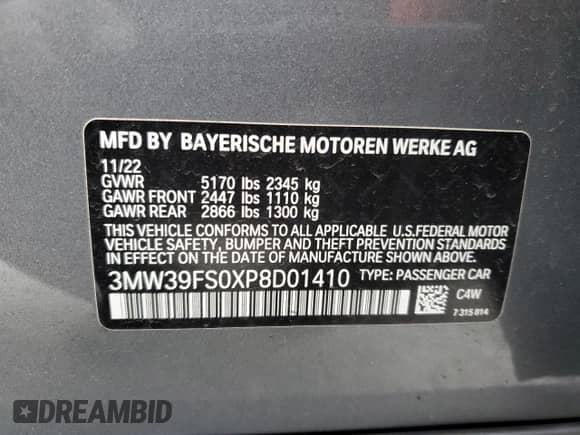 MFD BY BAYERISCHE MOTOREN WERKE AG
11/22
GVWR 5170 lbs 2345 kg
GAWR FRONT 2447 lbs 1110 kg
GAWR REAR 2866 lbs 1300 kg
THIS VEHICLE CONFORMS TO ALL APPLICABLE U.S.FEDERAL MOTOR
VEHICLE SAFETY, BUMPER, AND THEFT PREVENTION STANDARDS
IN EFFECT ON THE DATE OF MANUFACTURE SHOWN ABOVE.
3MW39FS0XP8D01410 TYPE: PASSENGER CAR
C4W
7 315 814
DREAMBID